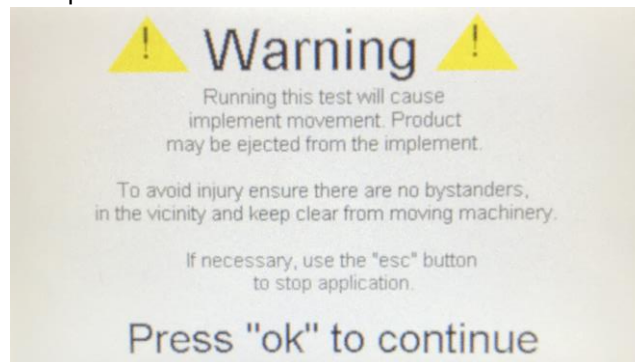 Warning
Running this test will cause
implement movement. Product
may be ejected from the implement.
To avoid injury ensure there are no bystanders,
in the vicinity and keep clear from moving machinery.
If necessary, use the "esc" button
to stop application.
Press "ok" to continue